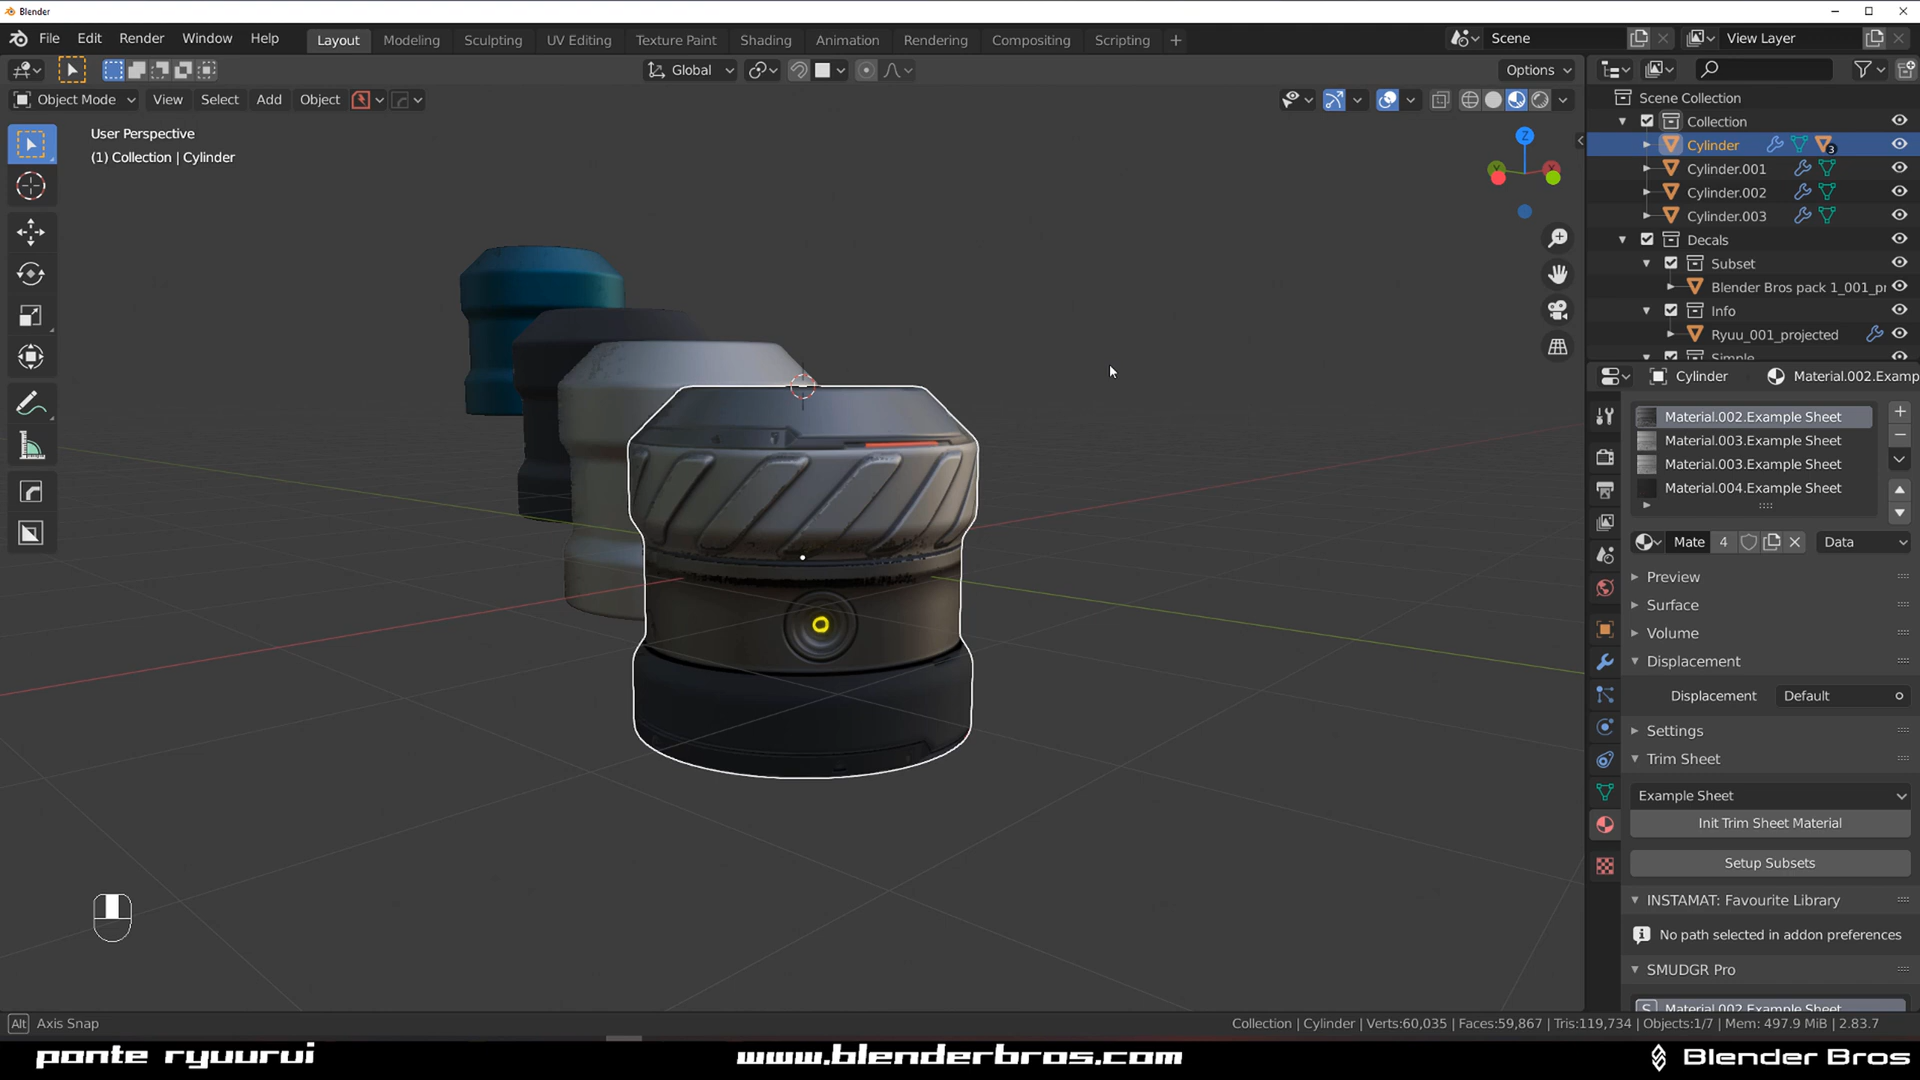 Blender
File Edit Render Window Help Layout Modeling Sculpting UV Editing Texture Paint Shading Animation Rendering Compositing Scripting + Scene View Layer
Global Options
Object Mode View Select Add Object
User Perspective
(1) Collection | Cylinder
Z
Scene Collection
Collection
Cylinder 3
Cylinder.001
Cylinder.002
Cylinder.003
Decals
Subset
Blender Bros pack 1_001_pr
Info
Ryuu_001_projected
Simple
Cylinder Material.002.Examp
Material.002.Example Sheet
Material.003.Example Sheet
Material.003.Example Sheet
Material.004.Example Sheet
Mate 4 Data
Preview
Surface
Volume
Displacement
Displacement Default
Settings
Trim Sheet
Example Sheet
Init Trim Sheet Material
Setup Subsets
INSTAMAT: Favourite Library
No path selected in addon preferences
SMUDGR Pro
S Material.002.Example Sheet
Alt Axis Snap
Collection | Cylinder | Verts:60,035 | Faces:59,867 | Tris:119,734 | Objects:1/7 | Mem: 497.9 MiB | 2.83.7
ponte ryuurui www.blenderbros.com Blender Bros